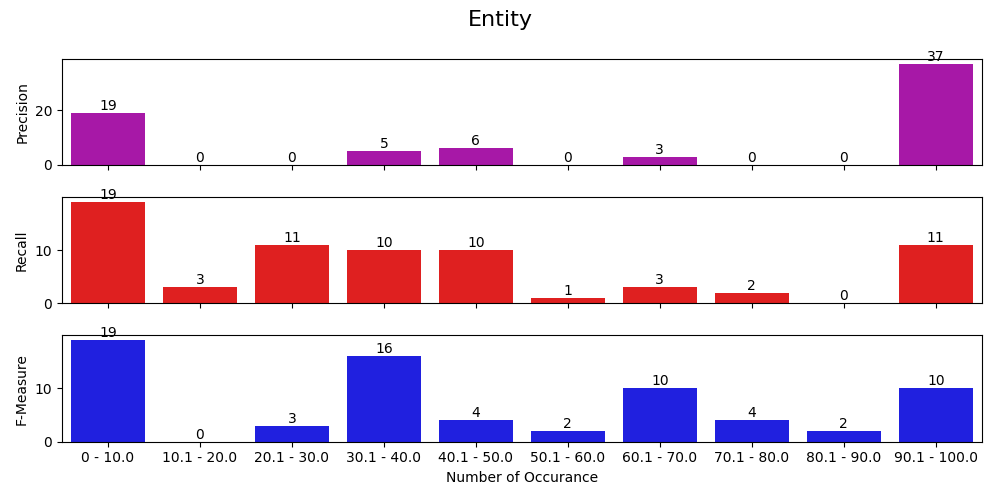 Entity
Precision
20
0
19
0
0
5
6
0
3
0
0
37
Recall
10
0
19
3
11
10
10
1
3
2
0
11
F-Measure
10
0
19
0
3
16
4
2
10
4
2
10
0 - 10.0
10.1 - 20.0
20.1 - 30.0
30.1 - 40.0
40.1 - 50.0
50.1 - 60.0
60.1 - 70.0
70.1 - 80.0
80.1 - 90.0
90.1 - 100.0
Number of Occurance